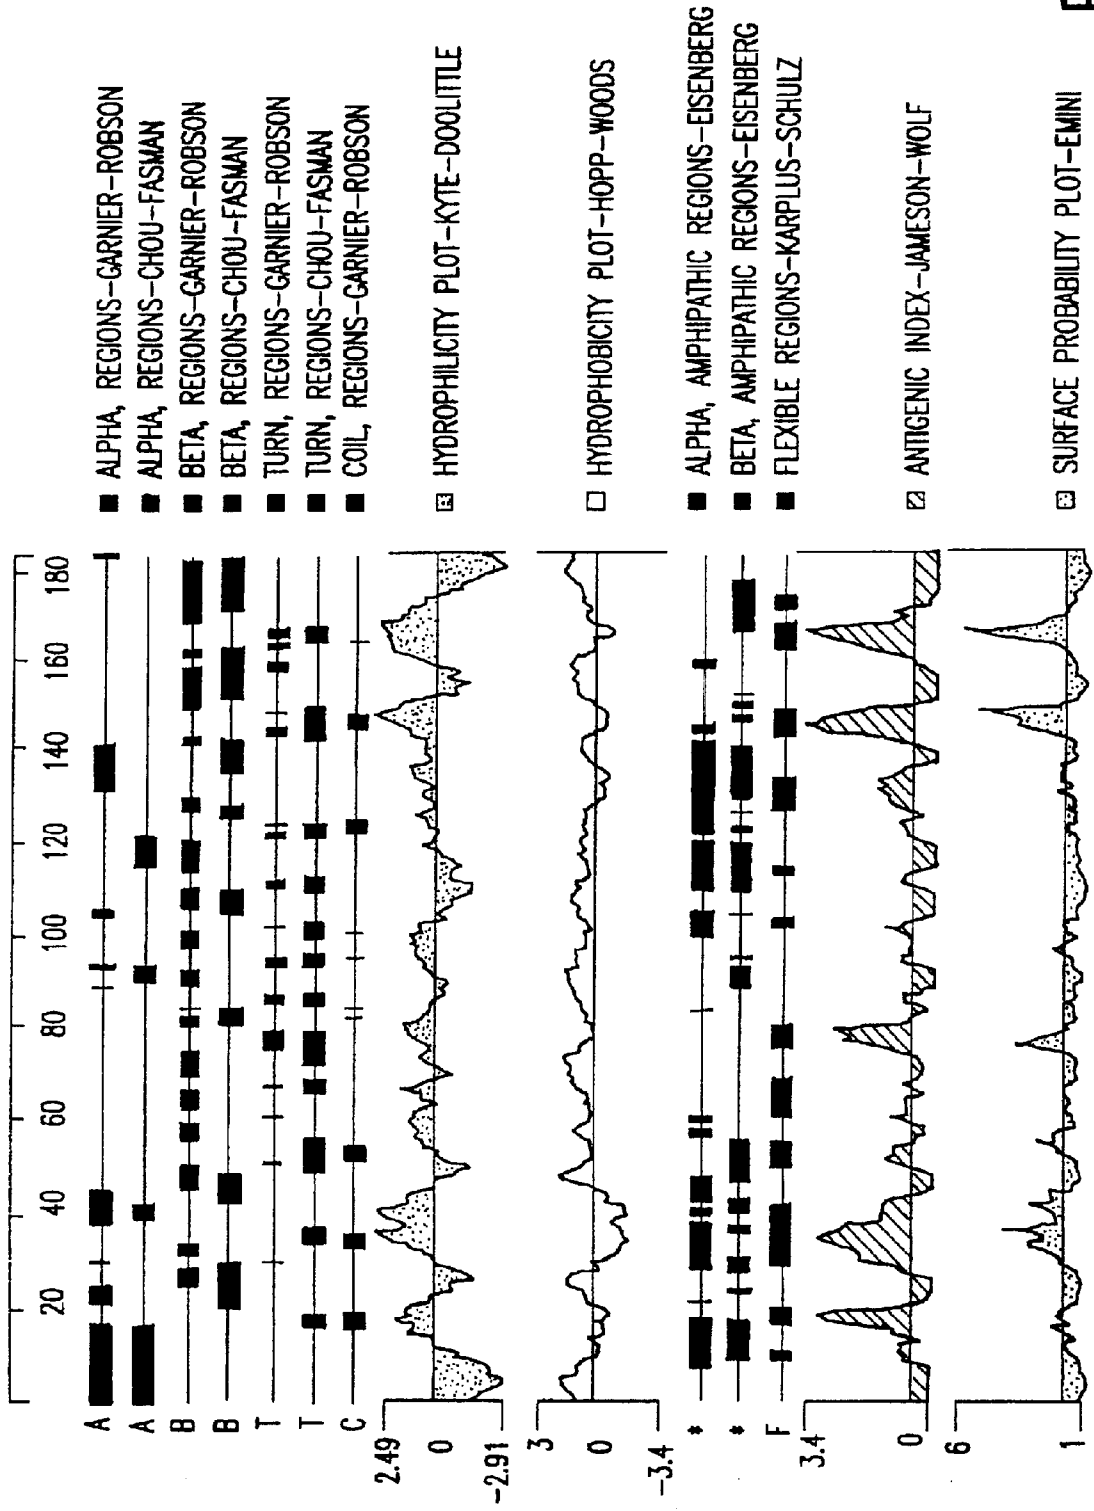 20 40 60 80 100 120 140 160 180
A ALPHA, REGIONS-GARNIER-ROBSON
A ALPHA, REGIONS-CHOU-FASMAN
B BETA, REGIONS-GARNIER-ROBSON
B BETA, REGIONS-CHOU-FASMAN
T TURN, REGIONS-GARNIER-ROBSON
T TURN, REGIONS-CHOU-FASMAN
C COIL, REGIONS-GARNIER-ROBSON
2.49
0 HYDROPHILICITY PLOT-KYTE-DOOLITTLE
-2.91
3
0 HYDROPHOBICITY PLOT-HOPP-WOODS
-3.4
* ALPHA, AMPHIPATHIC REGIONS-EISENBERG
* BETA, AMPHIPATHIC REGIONS-EISENBERG
F FLEXIBLE REGIONS-KARPLUS-SCHULZ
3.4
ANTIGENIC INDEX-JAMESON-WOLF
0
6
SURFACE PROBABILITY PLOT-EMINI
1